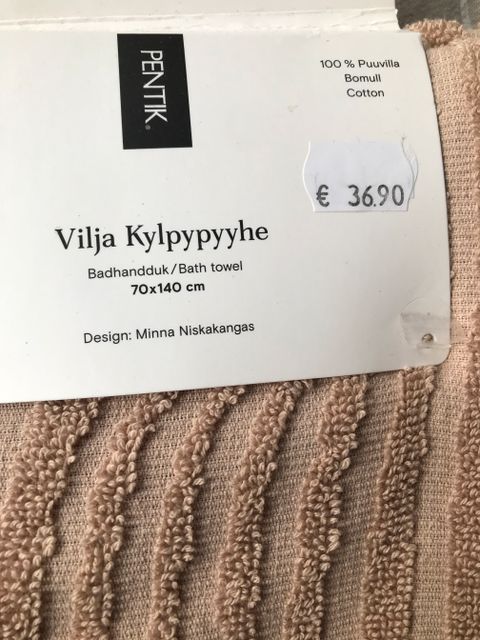 PENTIK®
100 % Puuvilla
Bomull
Cotton
€ 36.90
Vilja Kylpypyyhe
Badhandduk/Bath towel
70x140 cm
Design: Minna Niskakangas